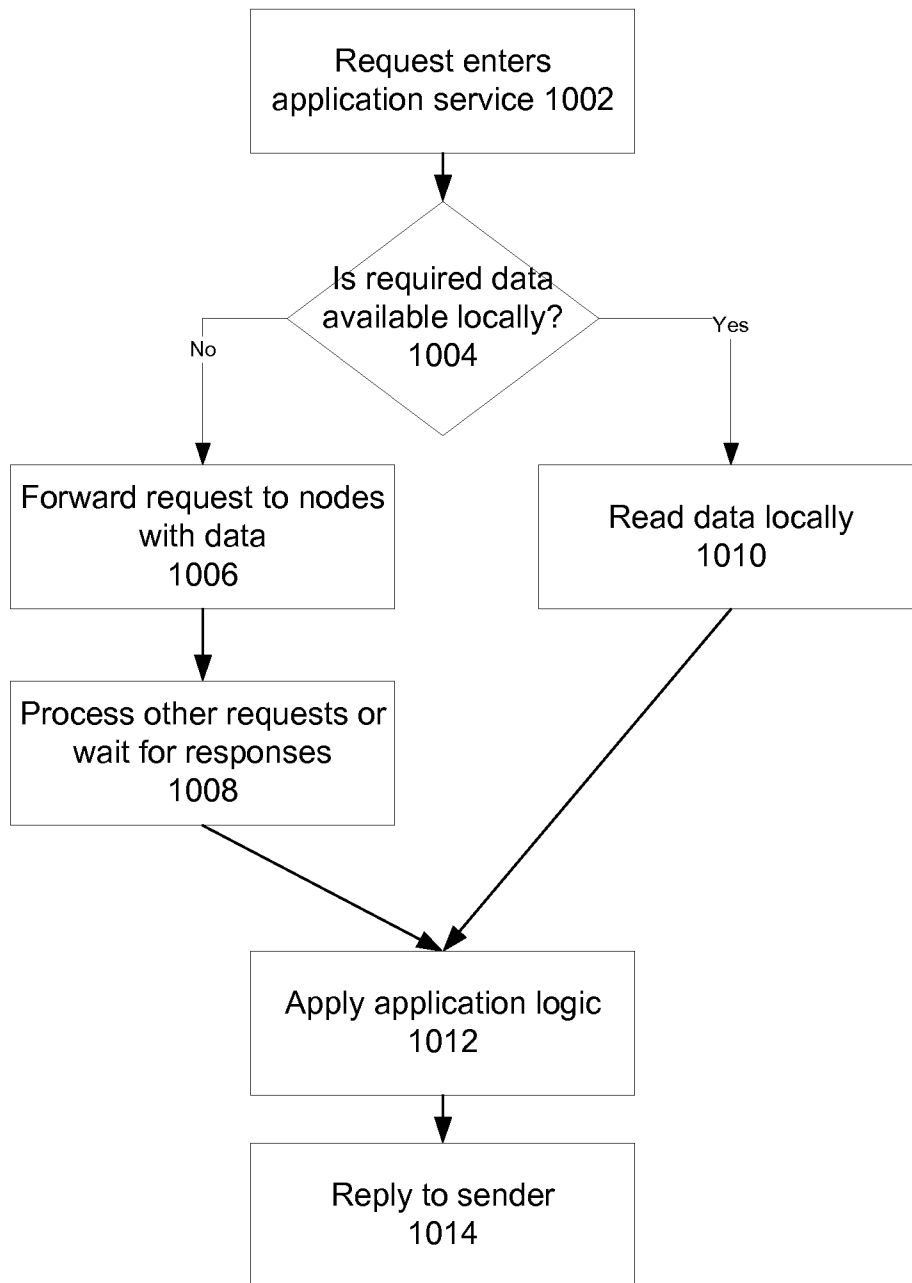 Request enters
application service 1002
Is required data
available locally?
1004
No
Yes
Forward request to nodes
with data
1006
Read data locally
1010
Process other requests or
wait for responses
1008
Apply application logic
1012
Reply to sender
1014